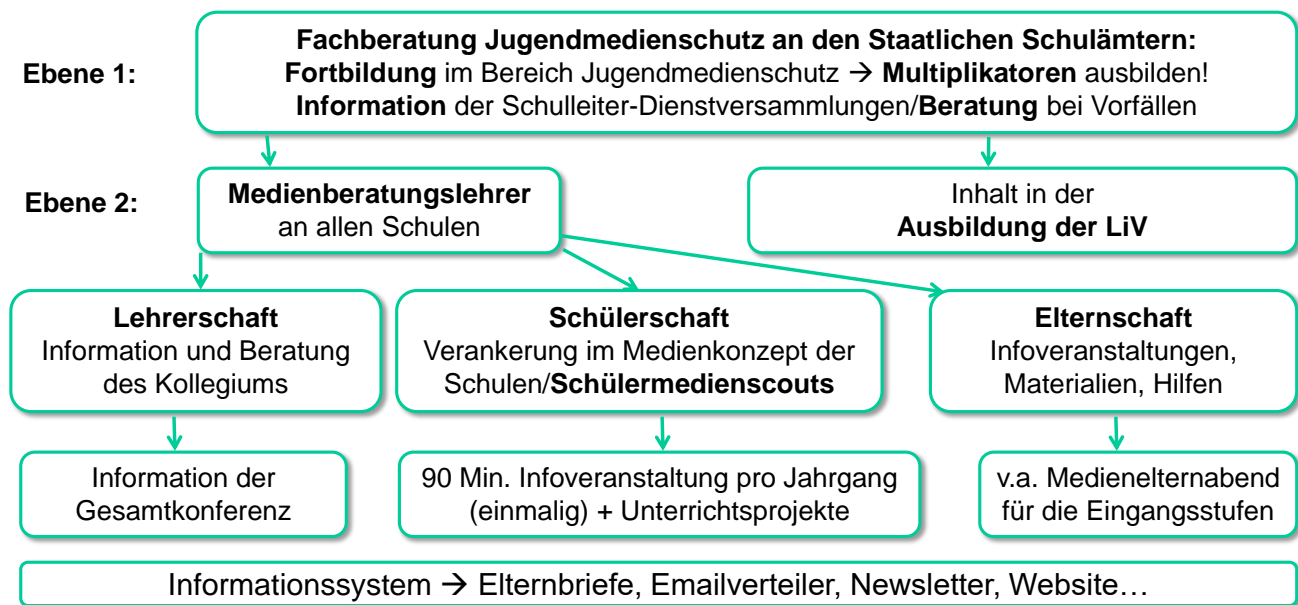 Fachberatung Jugendmedienschutz an den Staatlichen Schulämtern:
Ebene 1:
Fortbildung im Bereich Jugendmedienschutz → Multiplikatoren ausbilden!
Information der Schulleiter-Dienstversammlungen/Beratung bei Vorfällen
Ebene 2:
Medienberatungslehrer
an allen Schulen
Inhalt in der
Ausbildung der LiV
Lehrerschaft
Information und Beratung
des Kollegiums
Schülerschaft
Verankerung im Medienkonzept der
Schulen/Schülermedienscouts
Elternschaft
Infoveranstaltungen,
Materialien, Hilfen
Information der
Gesamtkonferenz
90 Min. Infoveranstaltung pro Jahrgang
(einmalig) + Unterrichtsprojekte
v.a. Medienelternabend
für die Eingangsstufen
Informationssystem → Elternbriefe, Emailverteiler, Newsletter, Website…